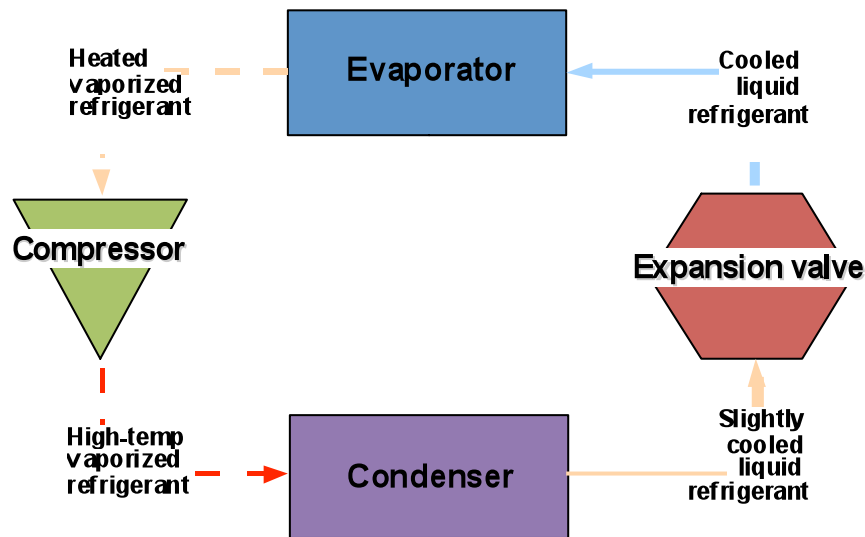 Heated
vaporized
refrigerant
Evaporator
Cooled
liquid
refrigerant
Compressor
Expansion valve
High-temp
vaporized
refrigerant
Condenser
Slightly
cooled
liquid
refrigerant